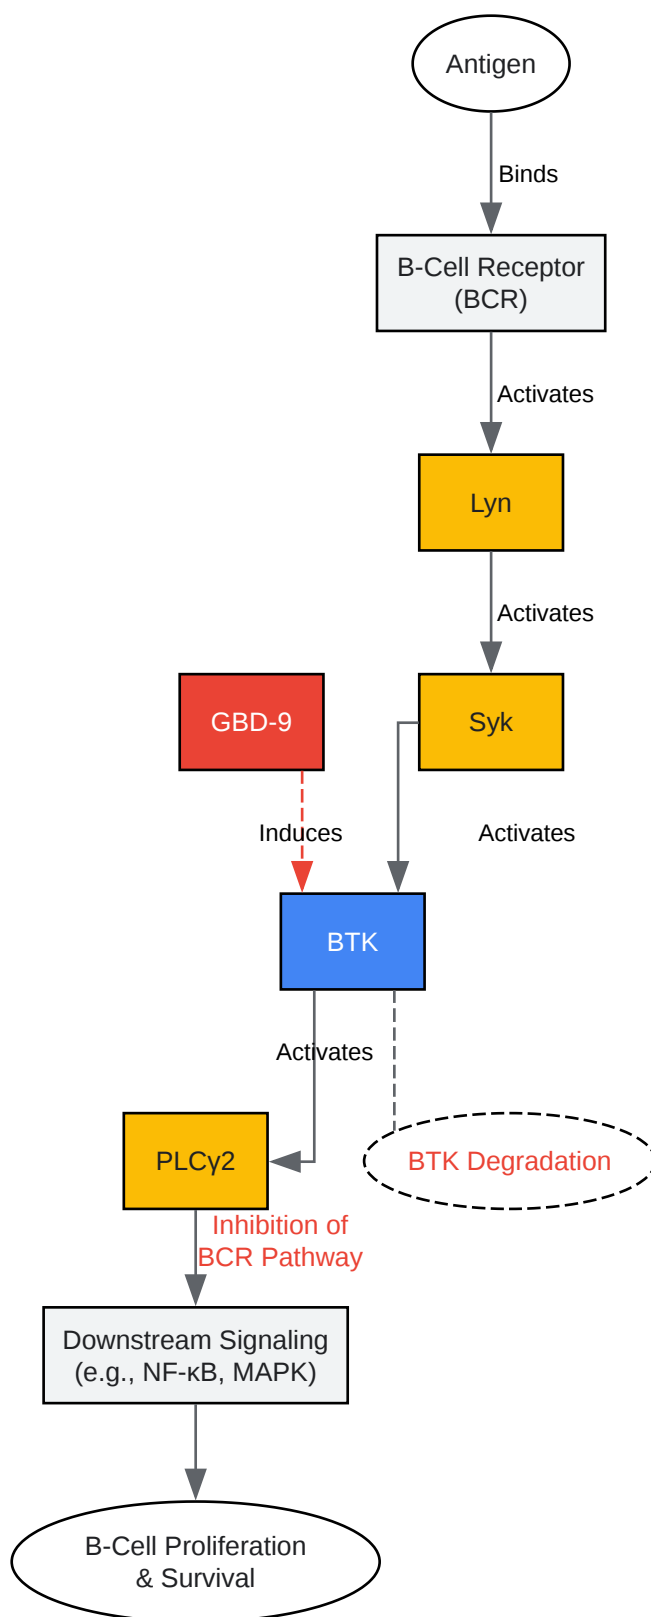 Antigen
Binds
B-Cell Receptor
(BCR)
Activates
Lyn
Activates
GBD-9
Syk
Induces
Activates
BTK
Activates
PLCγ2
BTK Degradation
Inhibition of
BCR Pathway
Downstream Signaling
(e.g., NF-κB, MAPK)
B-Cell Proliferation
& Survival